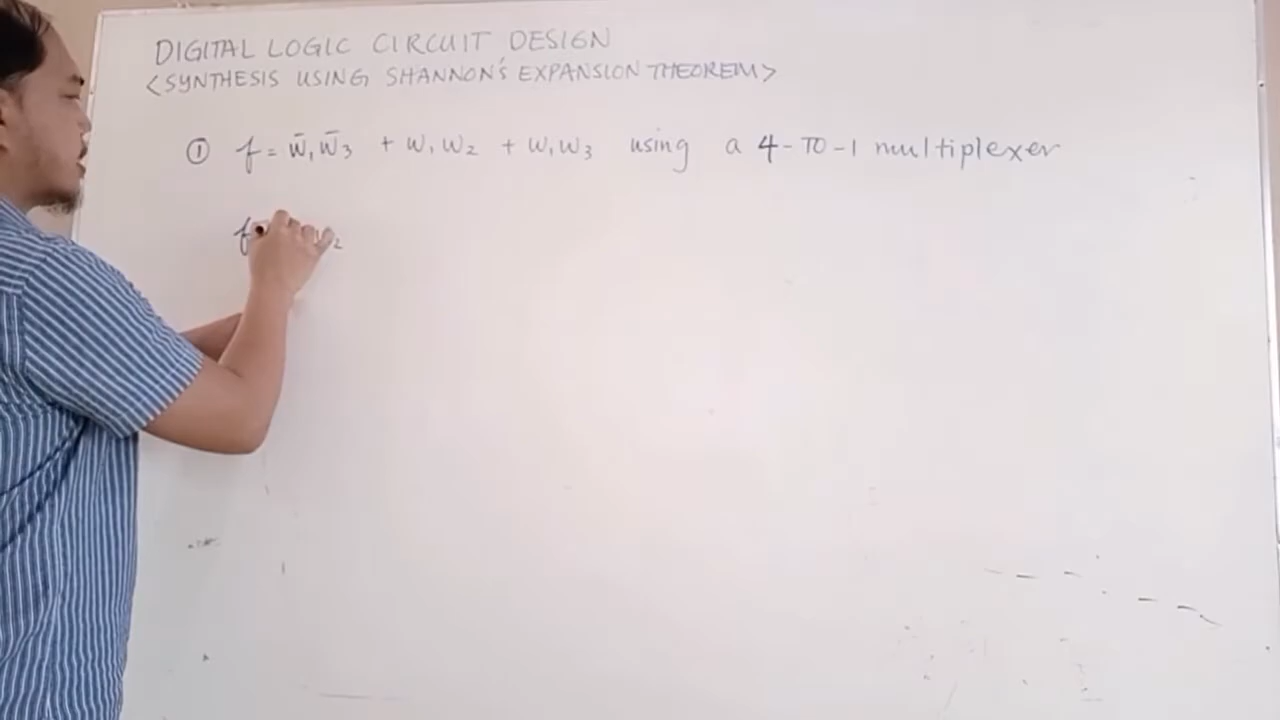 DIGITAL LOGIC CIRCUIT DESIGN
<SYNTHESIS USING SHANNON'S EXPANSION THEOREM>
① f = w̄₁w̄₃ + w₁w₂ + w₁w₃ using a 4-TO-1 multiplexer
f